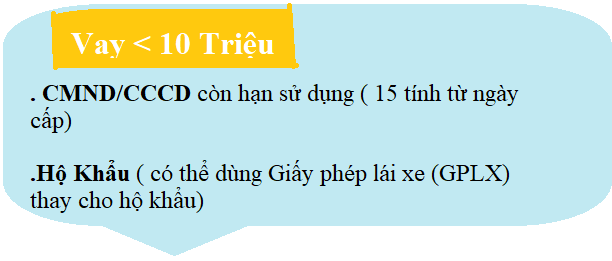 Vay < 10 Triệu
. CMND/CCCD còn hạn sử dụng ( 15 tính từ ngày
cấp)
.Hộ Khẩu ( có thể dùng Giấy phép lái xe (GPLX)
thay cho hộ khẩu)